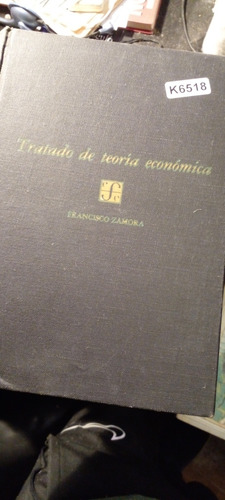 K6518
Tratado de teoría económica
FRANCISCO ZAMORA